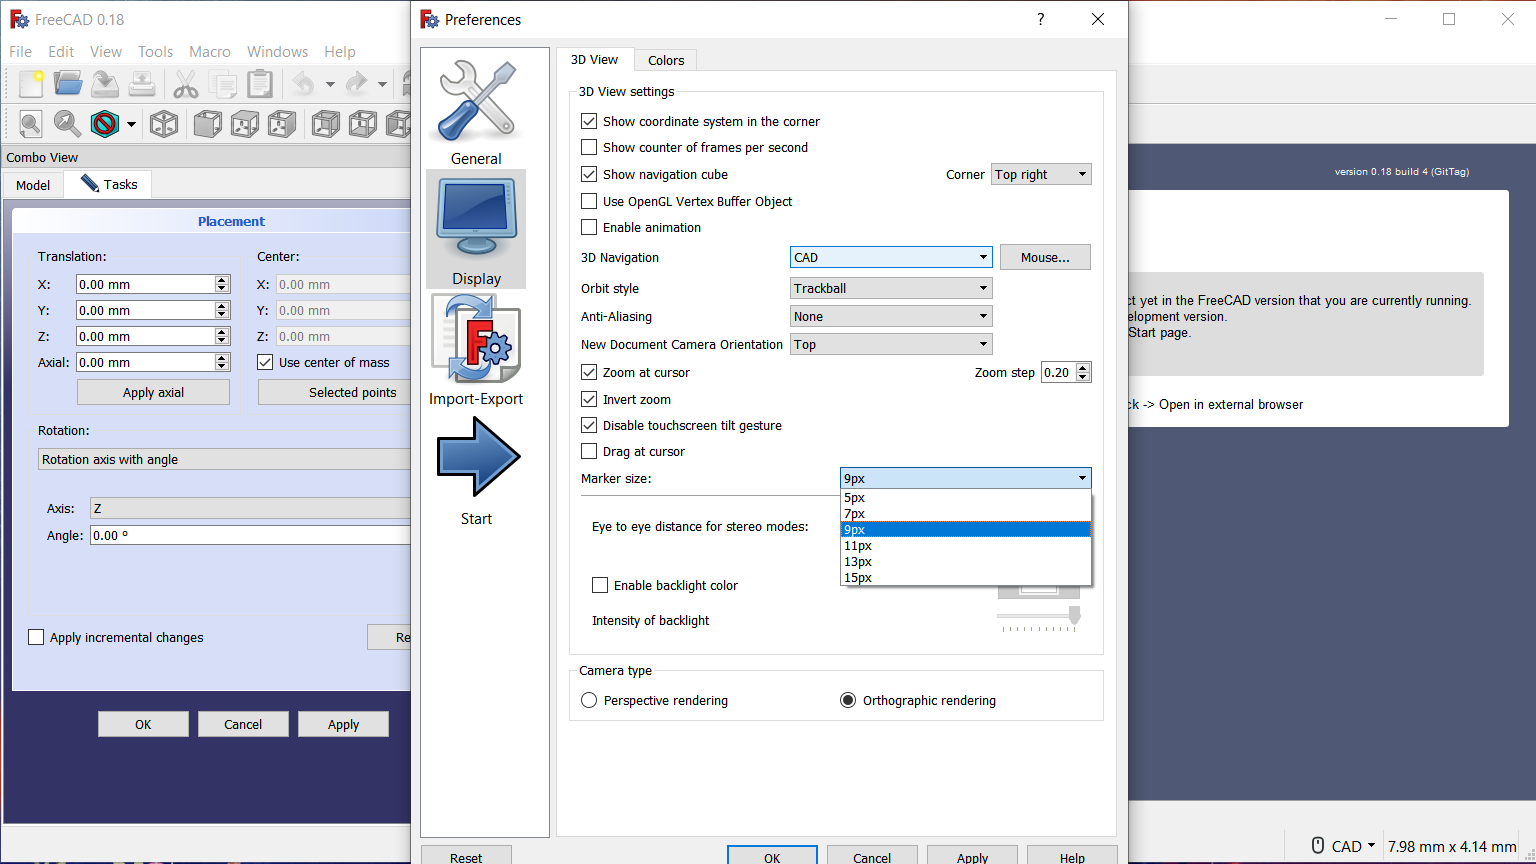 FreeCAD 0.18
File Edit View Tools Macro Windows Help
Combo View
Model
Tasks
Placement
Translation:
Center:
X: 0.00 mm
X: 0.00 mm
Y: 0.00 mm
Y: 0.00 mm
Z: 0.00 mm
Z: 0.00 mm
Axial: 0.00 mm
Use center of mass
Apply axial
Selected points
Rotation:
Rotation axis with angle
Axis: Z
Angle: 0.00 °
Apply incremental changes
Re
OK Cancel Apply
Preferences
?
General
Display
Import-Export
Start
3D View
Colors
3D View settings
Show coordinate system in the corner
Show counter of frames per second
Show navigation cube
Corner Top right
Use OpenGL Vertex Buffer Object
Enable animation
3D Navigation CAD Mouse...
Orbit style Trackball
Anti-Aliasing None
New Document Camera Orientation Top
Zoom at cursor
Zoom step 0.20
Invert zoom
Disable touchscreen tilt gesture
Drag at cursor
Marker size: 9px
5px
7px
9px
11px
13px
15px
Eye to eye distance for stereo modes:
Enable backlight color
Intensity of backlight
Camera type
Perspective rendering
Orthographic rendering
Reset OK Cancel Apply Help
version 0.18 build 4 (GitTag)
ct yet in the FreeCAD version that you are currently running.
elopment version.
Start page.
ck -> Open in external browser
CAD 7.98 mm x 4.14 mm